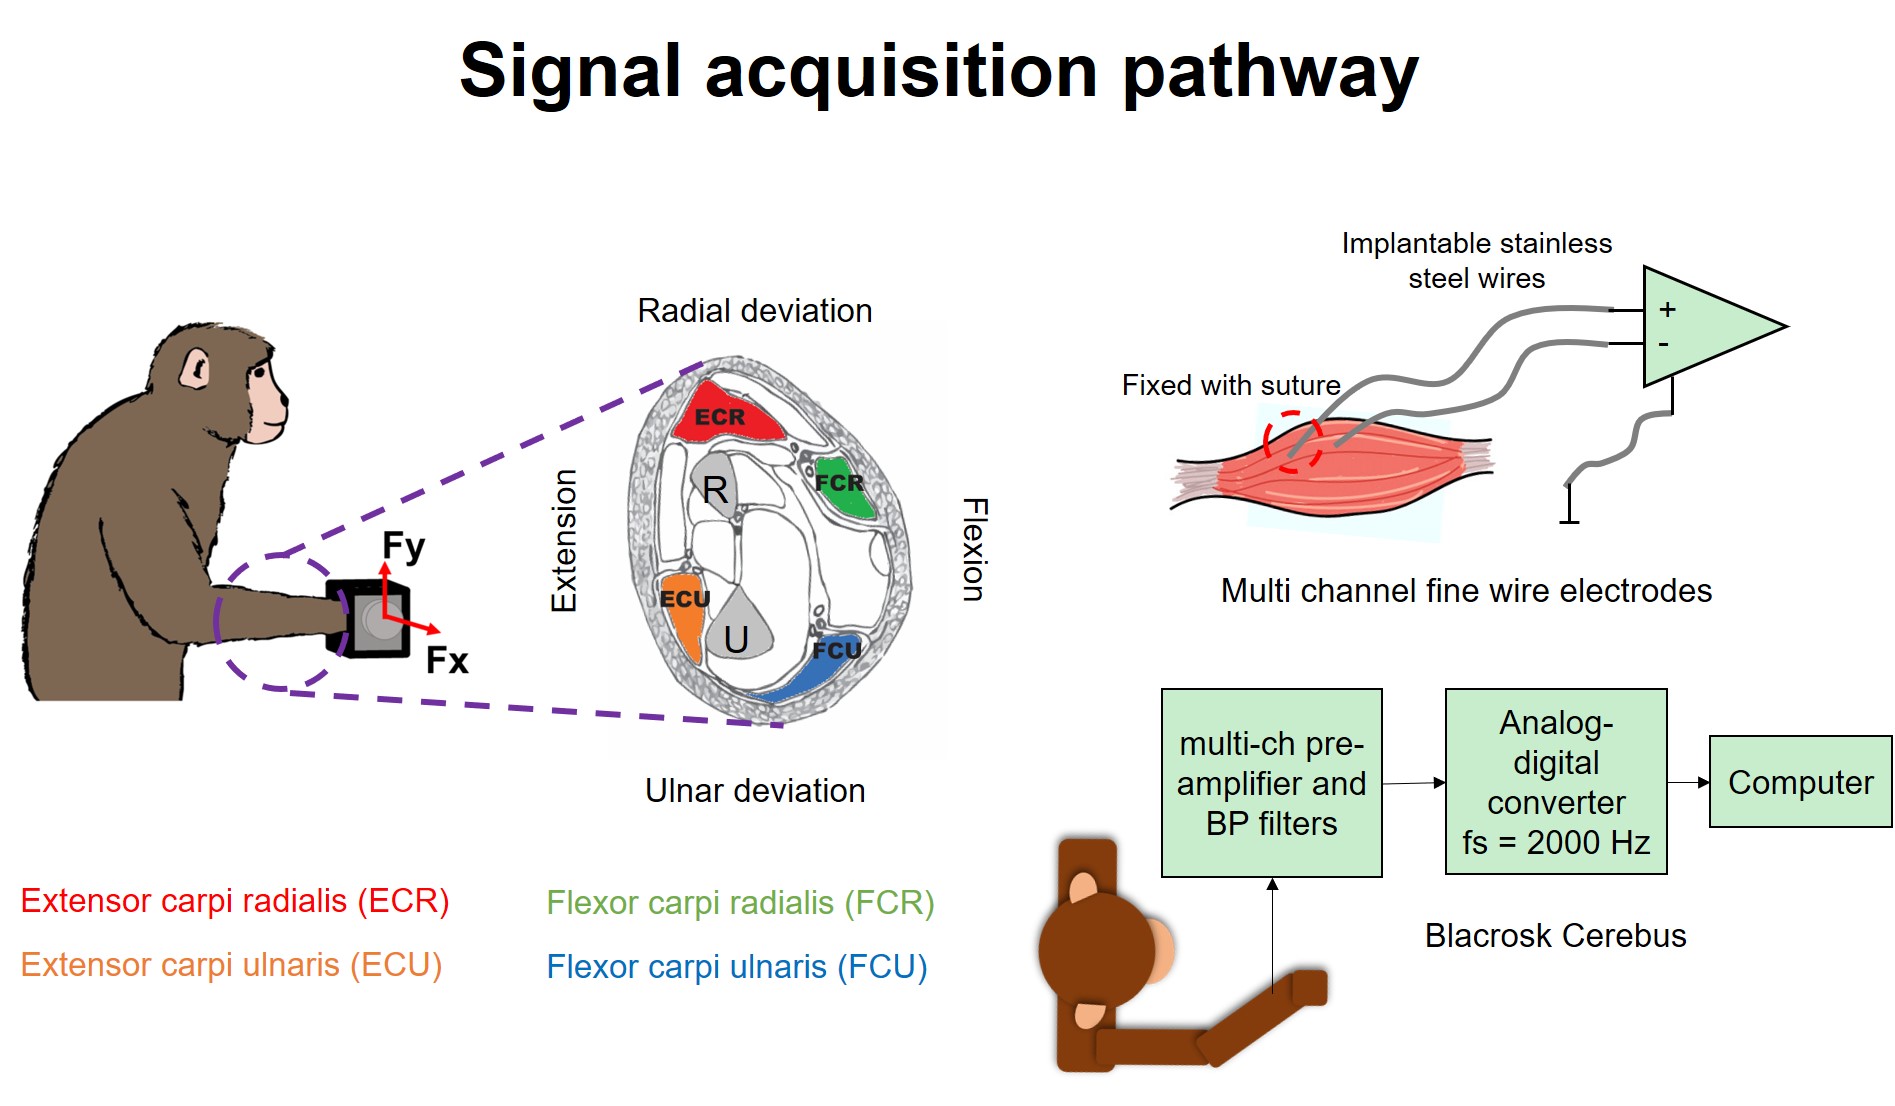 Signal acquisition pathway
Radial deviation
ECR
R
FCR
ECU
U
FCU
Extension
Flexion
Ulnar deviation
Fy
Fx
Extensor carpi radialis (ECR)
Flexor carpi radialis (FCR)
Extensor carpi ulnaris (ECU)
Flexor carpi ulnaris (FCU)
Implantable stainless
steel wires
+
-
Fixed with suture
Multi channel fine wire electrodes
multi-ch pre-
amplifier and
BP filters
Analog-
digital
converter
fs = 2000 Hz
Computer
Blacrosk Cerebus